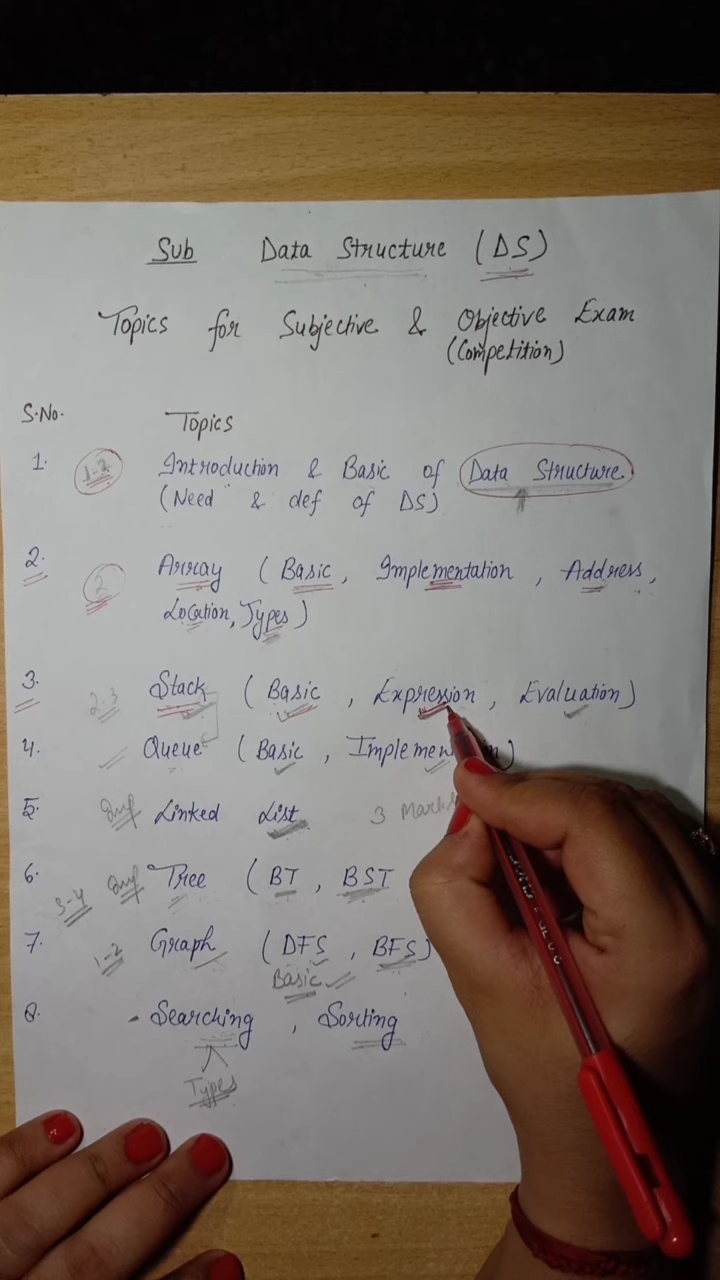 Sub Data Structure (DS)
Topics for Subjective & Objective Exam
(Competition)
S.No. Topics
1. 1-2 Introduction & Basic of Data Structure
(Need & def of DS)
2. 2 Array (Basic, Implementation, Address,
Location, Types)
3. 2-3 Stack (Basic, Expression, Evaluation)
4. Queue (Basic,
5. Imp Linked List 3 Marks
6. 3-4 Imp Tree (BT, BST
7. 1-2 Graph (DFS, BFS)
Basic
8. Searching, Sorting
Types